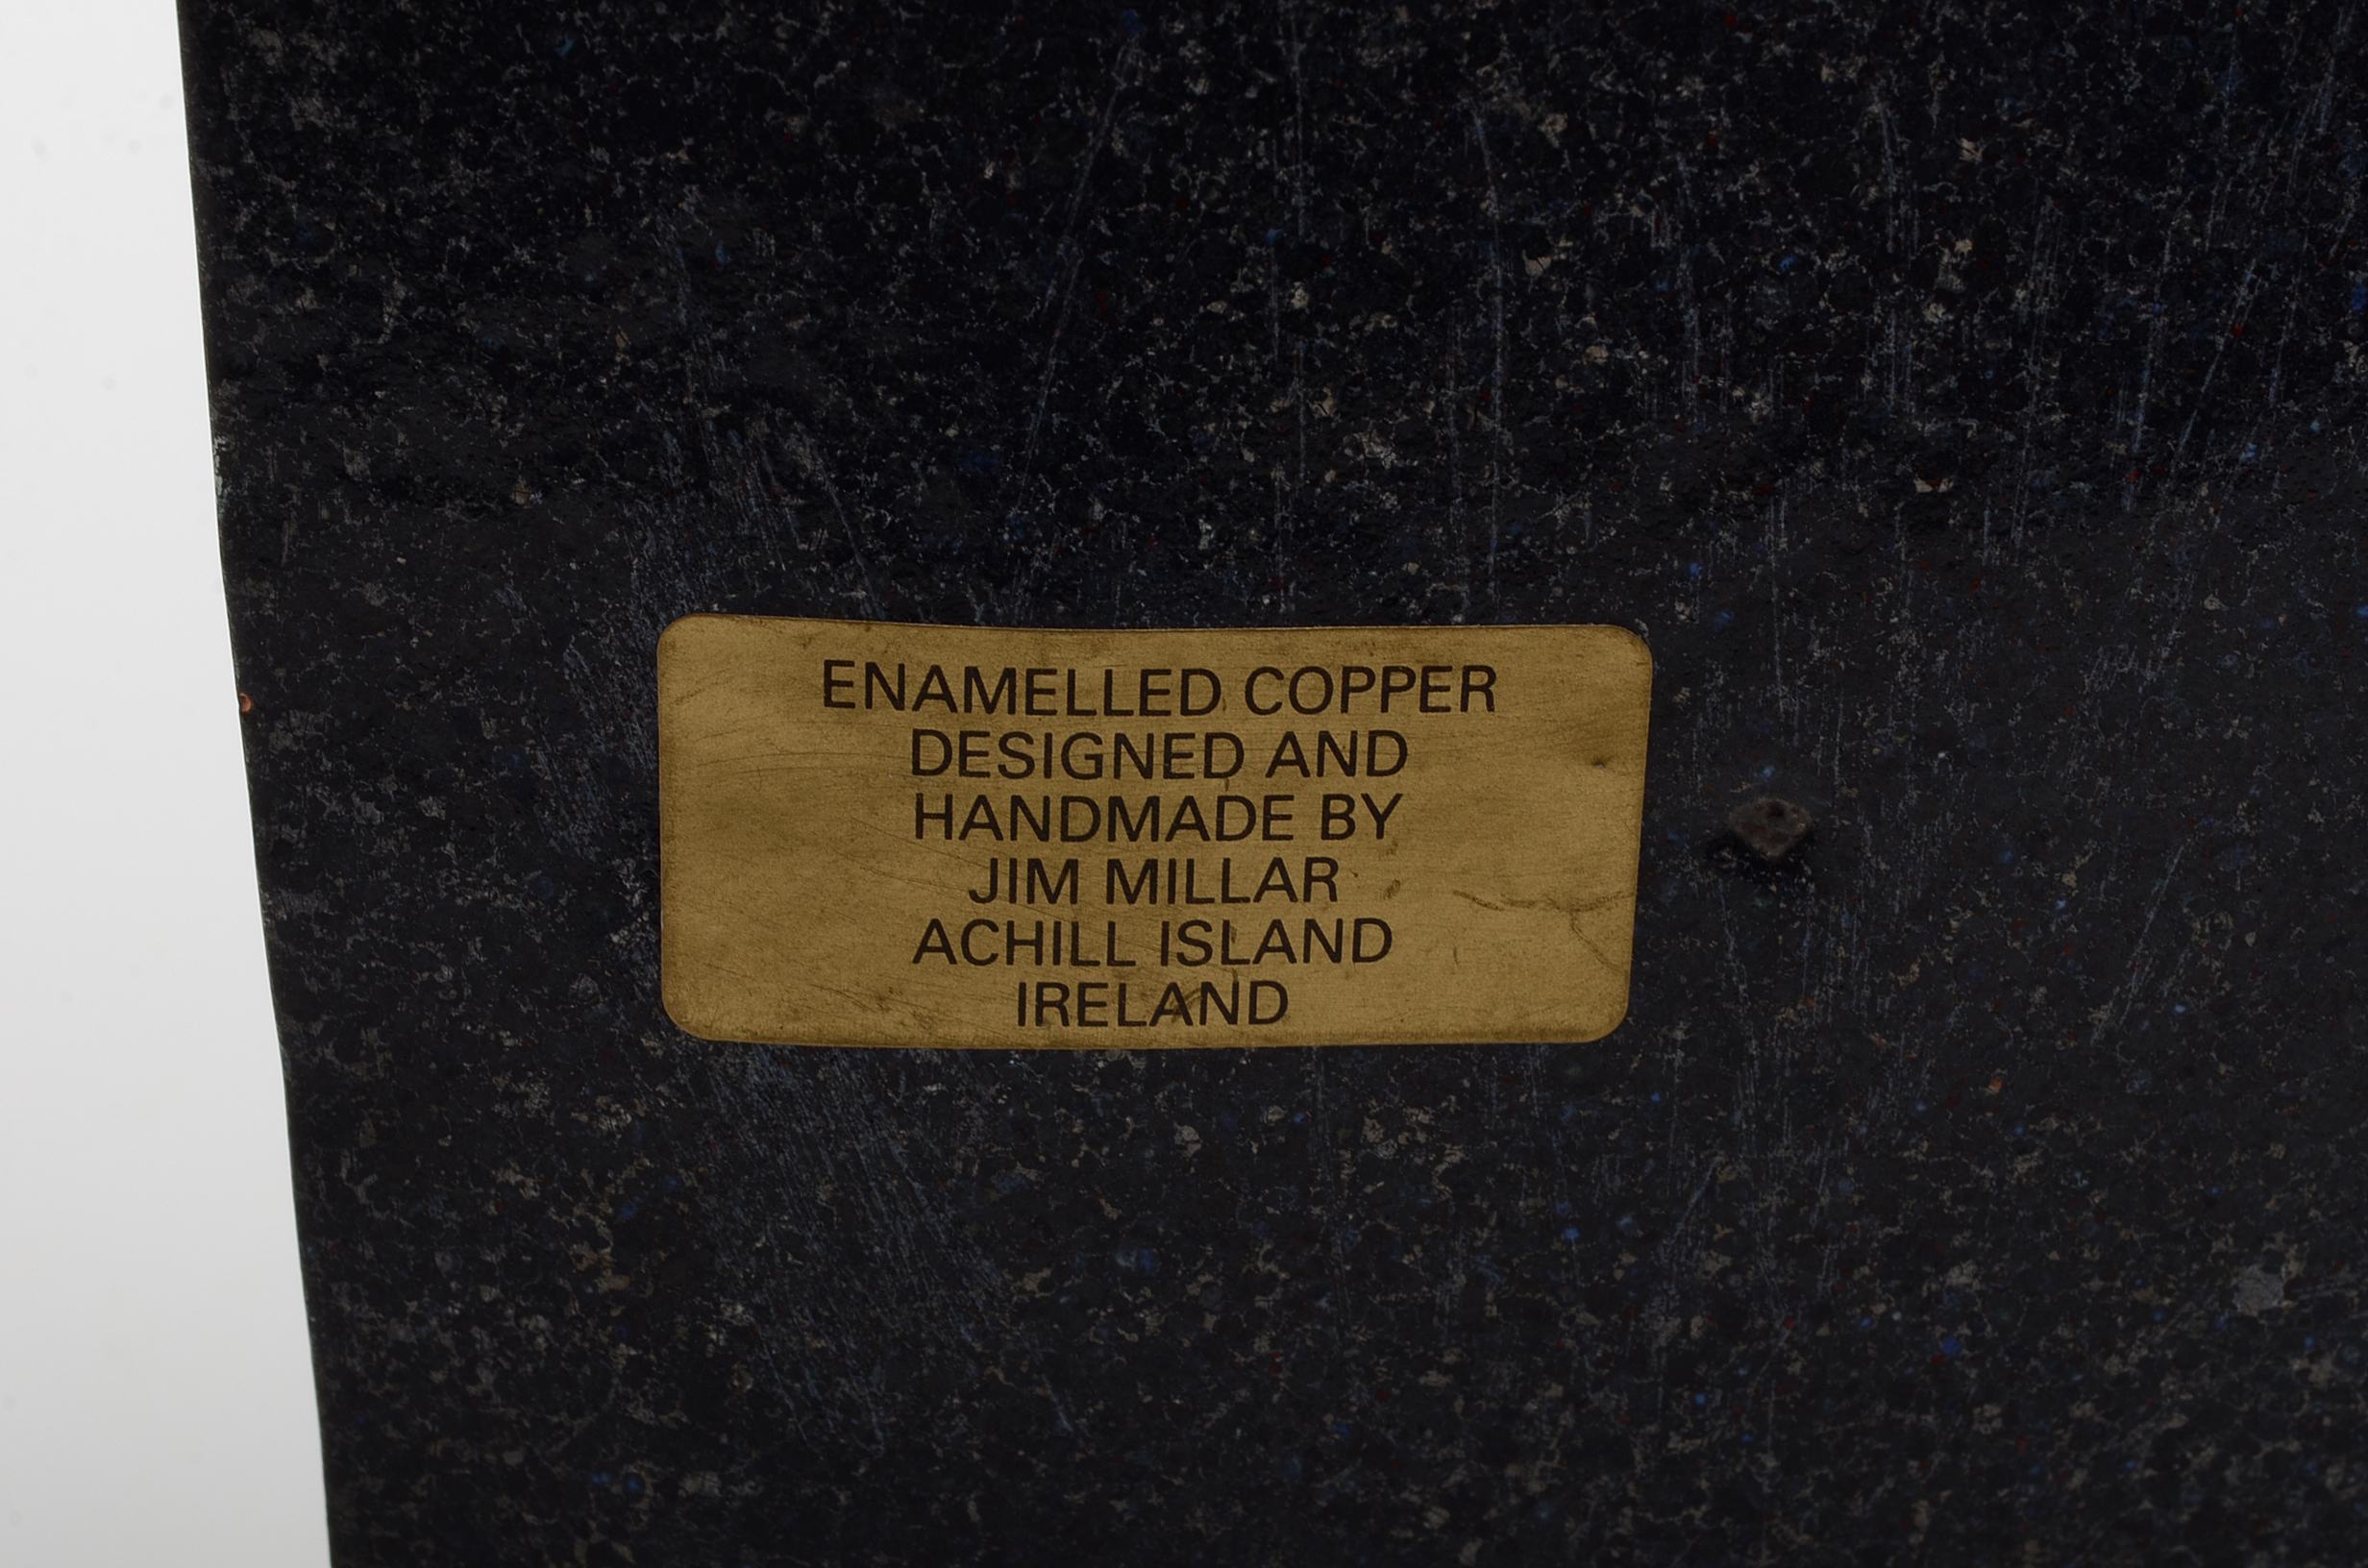 ENAMELLED COPPER
DESIGNED AND
HANDMADE BY
JIM MILLAR
ACHILL ISLAND
IRELAND